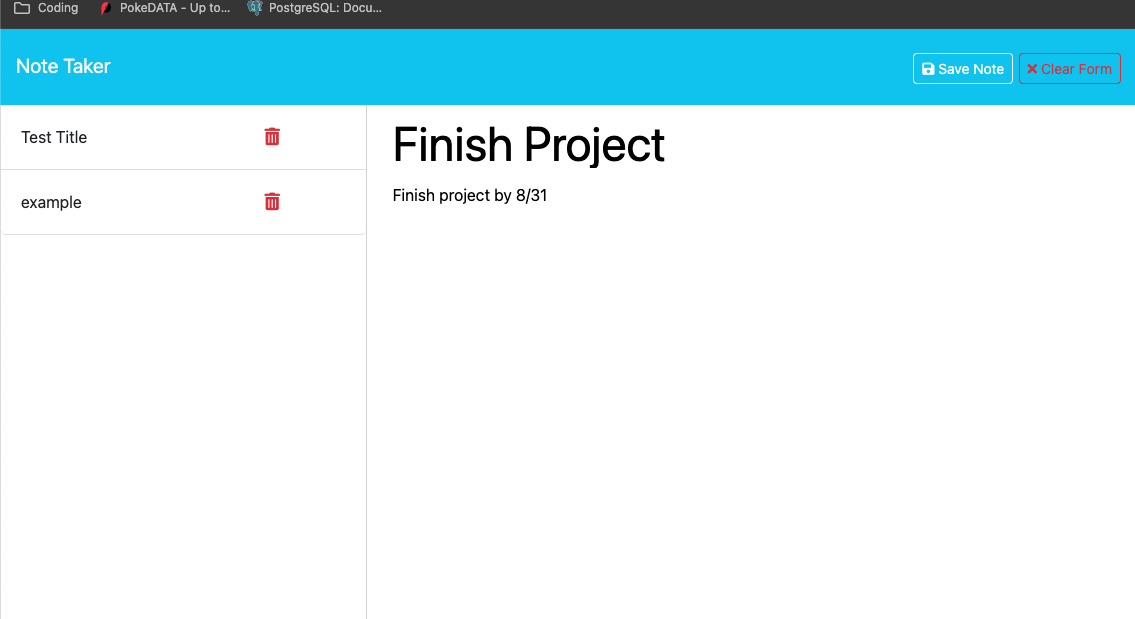 Coding PokeDATA - Up to... PostgreSQL: Docu...
Note Taker
Save Note Clear Form
Test Title
example
Finish Project
Finish project by 8/31